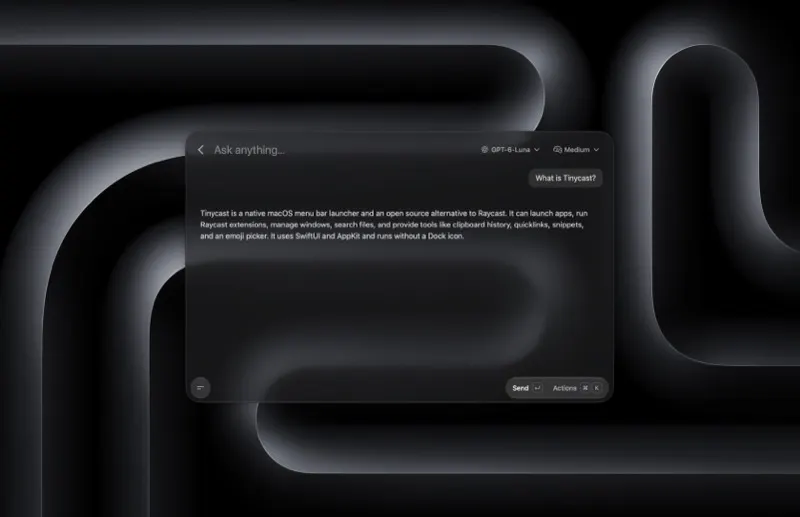 Ask anything...
GPT-6-Luna
Medium
What is Tinycast?
Tinycast is a native macOS menu bar launcher and an open source alternative to Raycast. It can launch apps, run
Raycast extensions, manage windows, search files, and provide tools like clipboard history, quicklinks, snippets,
and an emoji picker. It uses SwiftUI and AppKit and runs without a Dock icon.
Send ↵ Actions ⌘ K